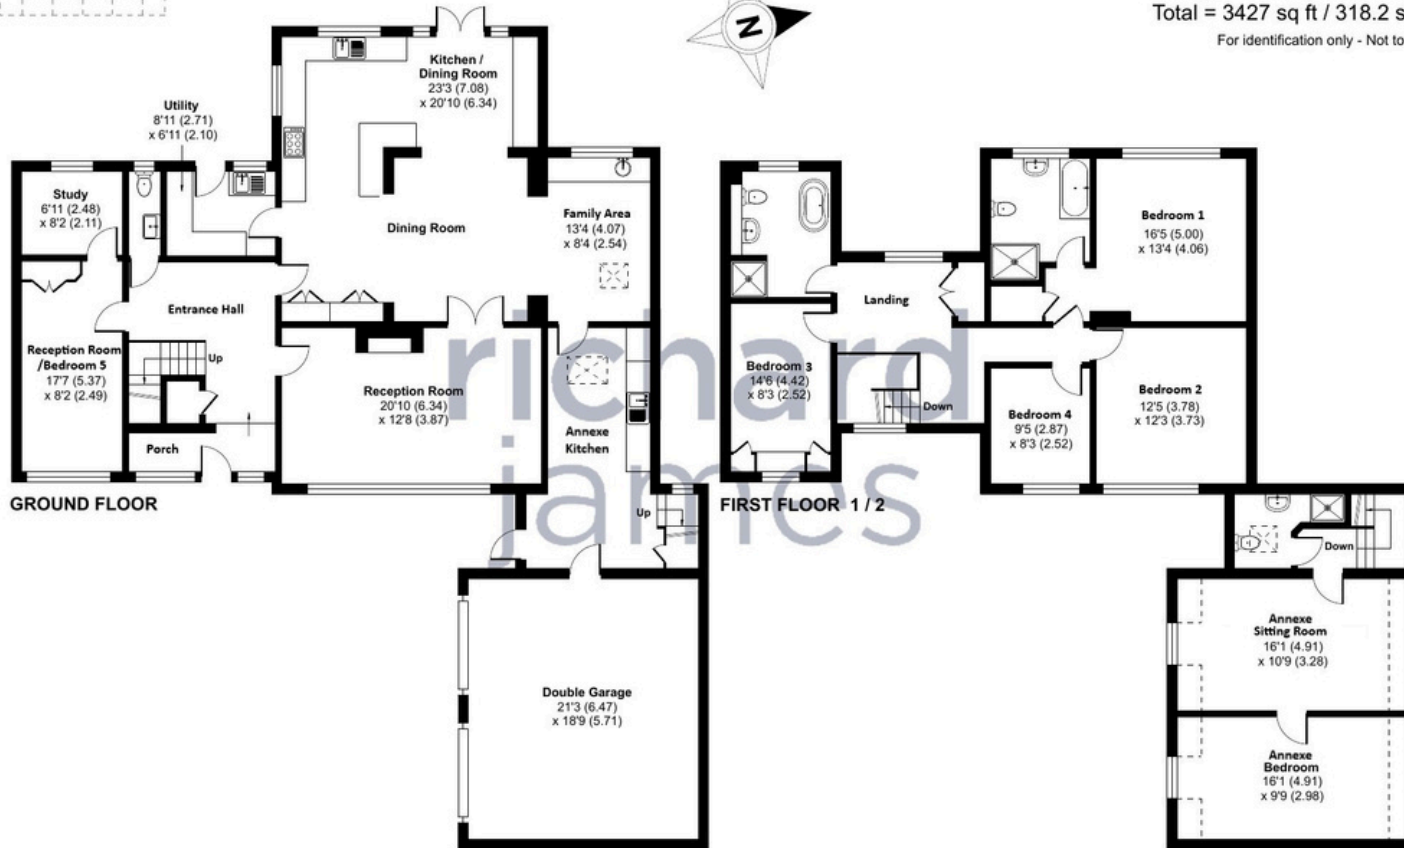 Total = 3427 sq ft / 318.2 s
For identification only - Not to
N
Kitchen /
Dining Room
23'3 (7.08)
x 20'10 (6.34)
Utility
8'11 (2.71)
x 6'11 (2.10)
Study
6'11 (2.48)
x 8'2 (2.11)
Dining Room
Family Area
13'4 (4.07)
x 8'4 (2.54)
Entrance Hall
Reception Room
/Bedroom 5
17'7 (5.37)
x 8'2 (2.49)
Up
Reception Room
20'10 (6.34)
x 12'8 (3.87)
Annexe
Kitchen
Porch
Up
GROUND FLOOR
Double Garage
21'3 (6.47)
x 18'9 (5.71)
richard
james
Bedroom 1
16'5 (5.00)
x 13'4 (4.06)
Landing
Bedroom 3
14'6 (4.42)
x 8'3 (2.52)
Down
Bedroom 4
9'5 (2.87)
x 8'3 (2.52)
Bedroom 2
12'5 (3.78)
x 12'3 (3.73)
FIRST FLOOR 1 / 2
Down
Annexe
Sitting Room
16'1 (4.91)
x 10'9 (3.28)
Annexe
Bedroom
16'1 (4.91)
x 9'9 (2.98)